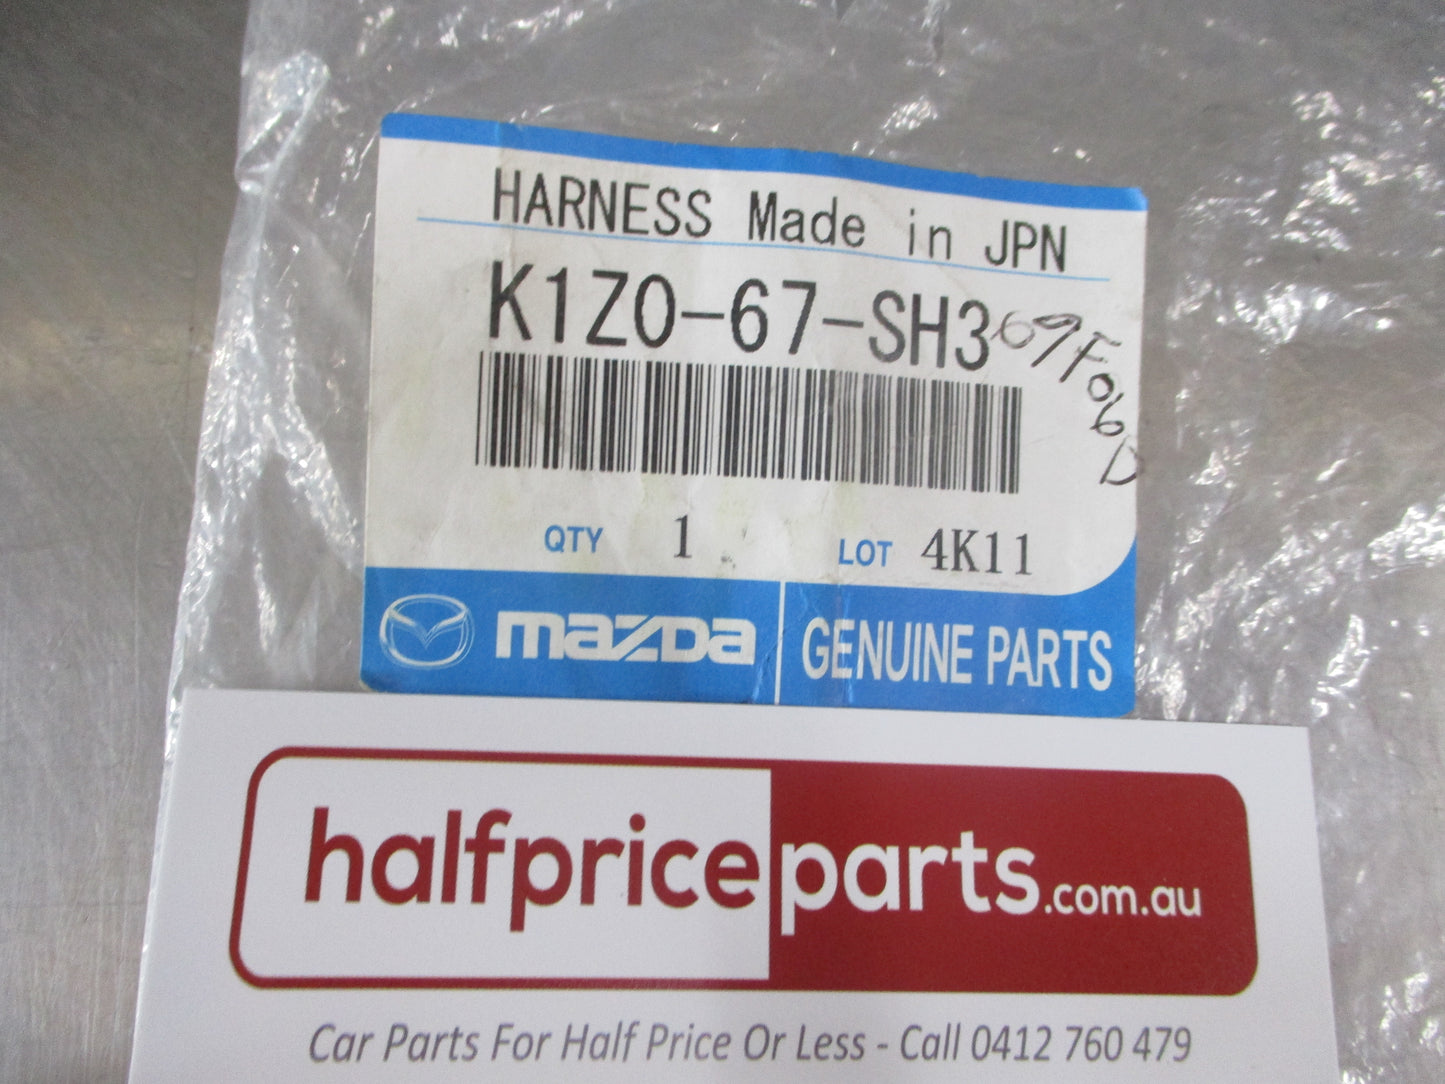 HARNESS Made in JPN
K1Z0-67-SH3
69F06D
QTY 1 LOT 4K11
mazda GENUINE PARTS
halfpriceparts.com.au
Car Parts For Half Price Or Less - Call 0412 760 479